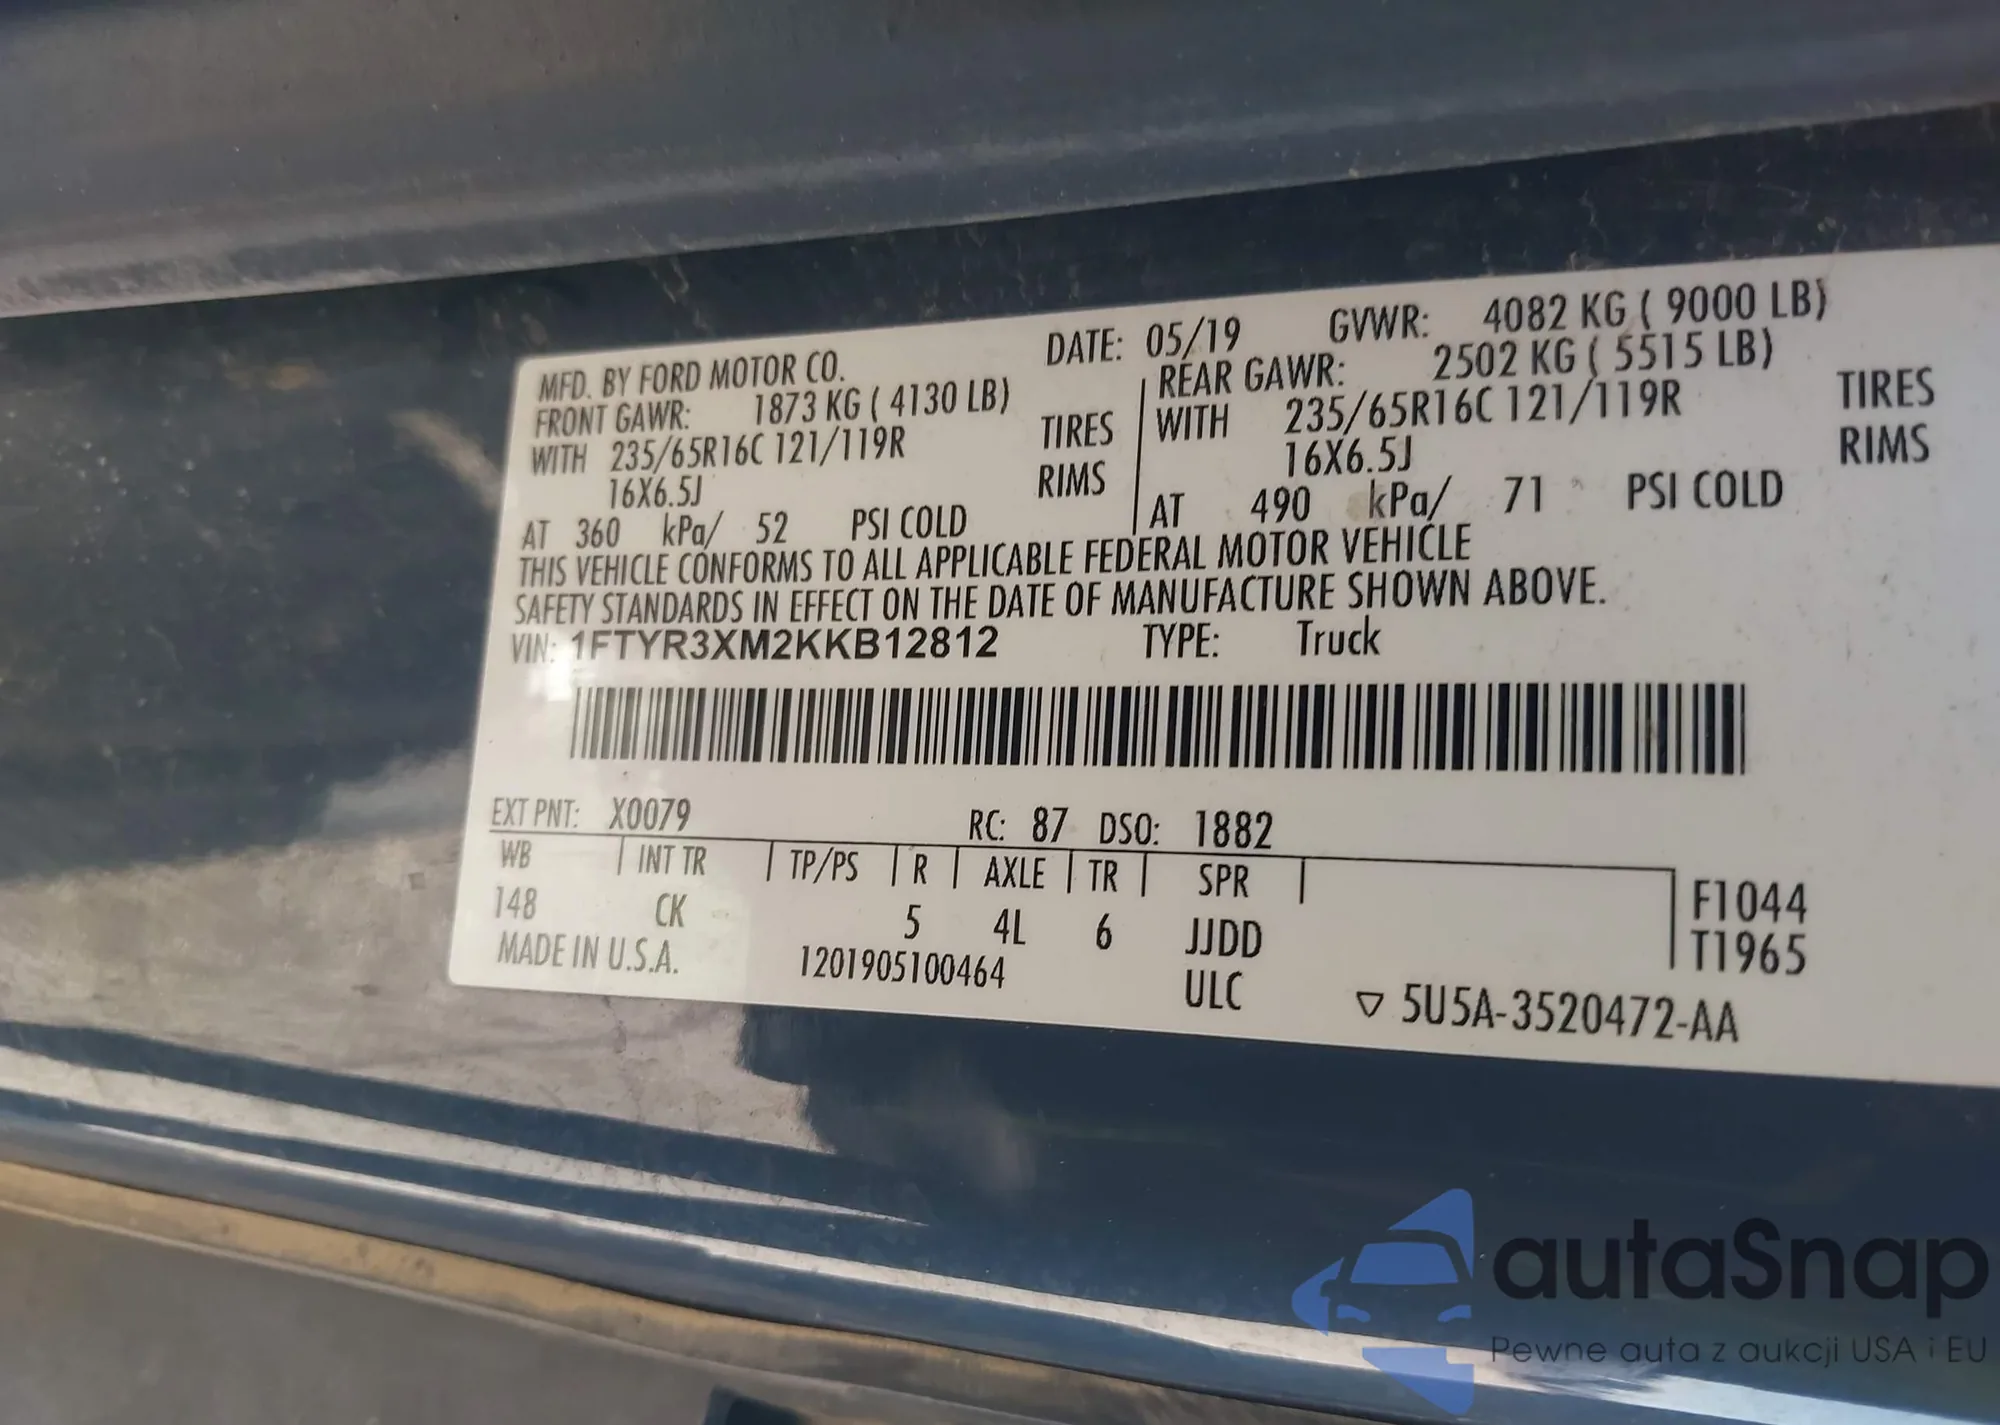 MFD. BY FORD MOTOR CO. DATE: 05/19 GVWR: 4082 KG ( 9000 LB)
FRONT GAWR: 1873 KG ( 4130 LB) REAR GAWR: 2502 KG ( 5515 LB)
WITH 235/65R16C 121/119R TIRES WITH 235/65R16C 121/119R TIRES
16X6.5J RIMS 16X6.5J RIMS
AT 360 kPa/ 52 PSI COLD AT 490 kPa/ 71 PSI COLD
THIS VEHICLE CONFORMS TO ALL APPLICABLE FEDERAL MOTOR VEHICLE
SAFETY STANDARDS IN EFFECT ON THE DATE OF MANUFACTURE SHOWN ABOVE.
VIN: 1FTYR3XM2KKB12812 TYPE: Truck
EXT PNT: X0079 RC: 87 DSO: 1882
WB INT TR TP/PS R AXLE TR SPR F1044
148 CK 5 4L 6 JJDD T1965
MADE IN U.S.A. 1201905100464 ULC ▽ 5U5A-3520472-AA
autaSnap
Pewne auta z aukcji USA i EU